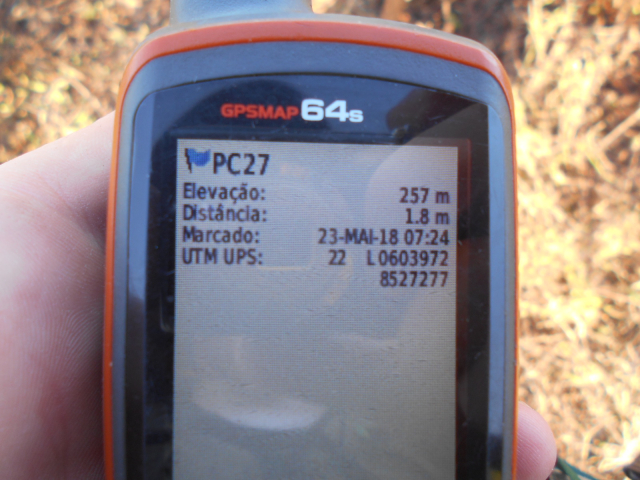 GPSMAP 64s
PC27
Elevação: 257 m
Distância: 1.8 m
Marcado: 23-MAI-18 07:24
UTM UPS: 22 L 0603972
8527277